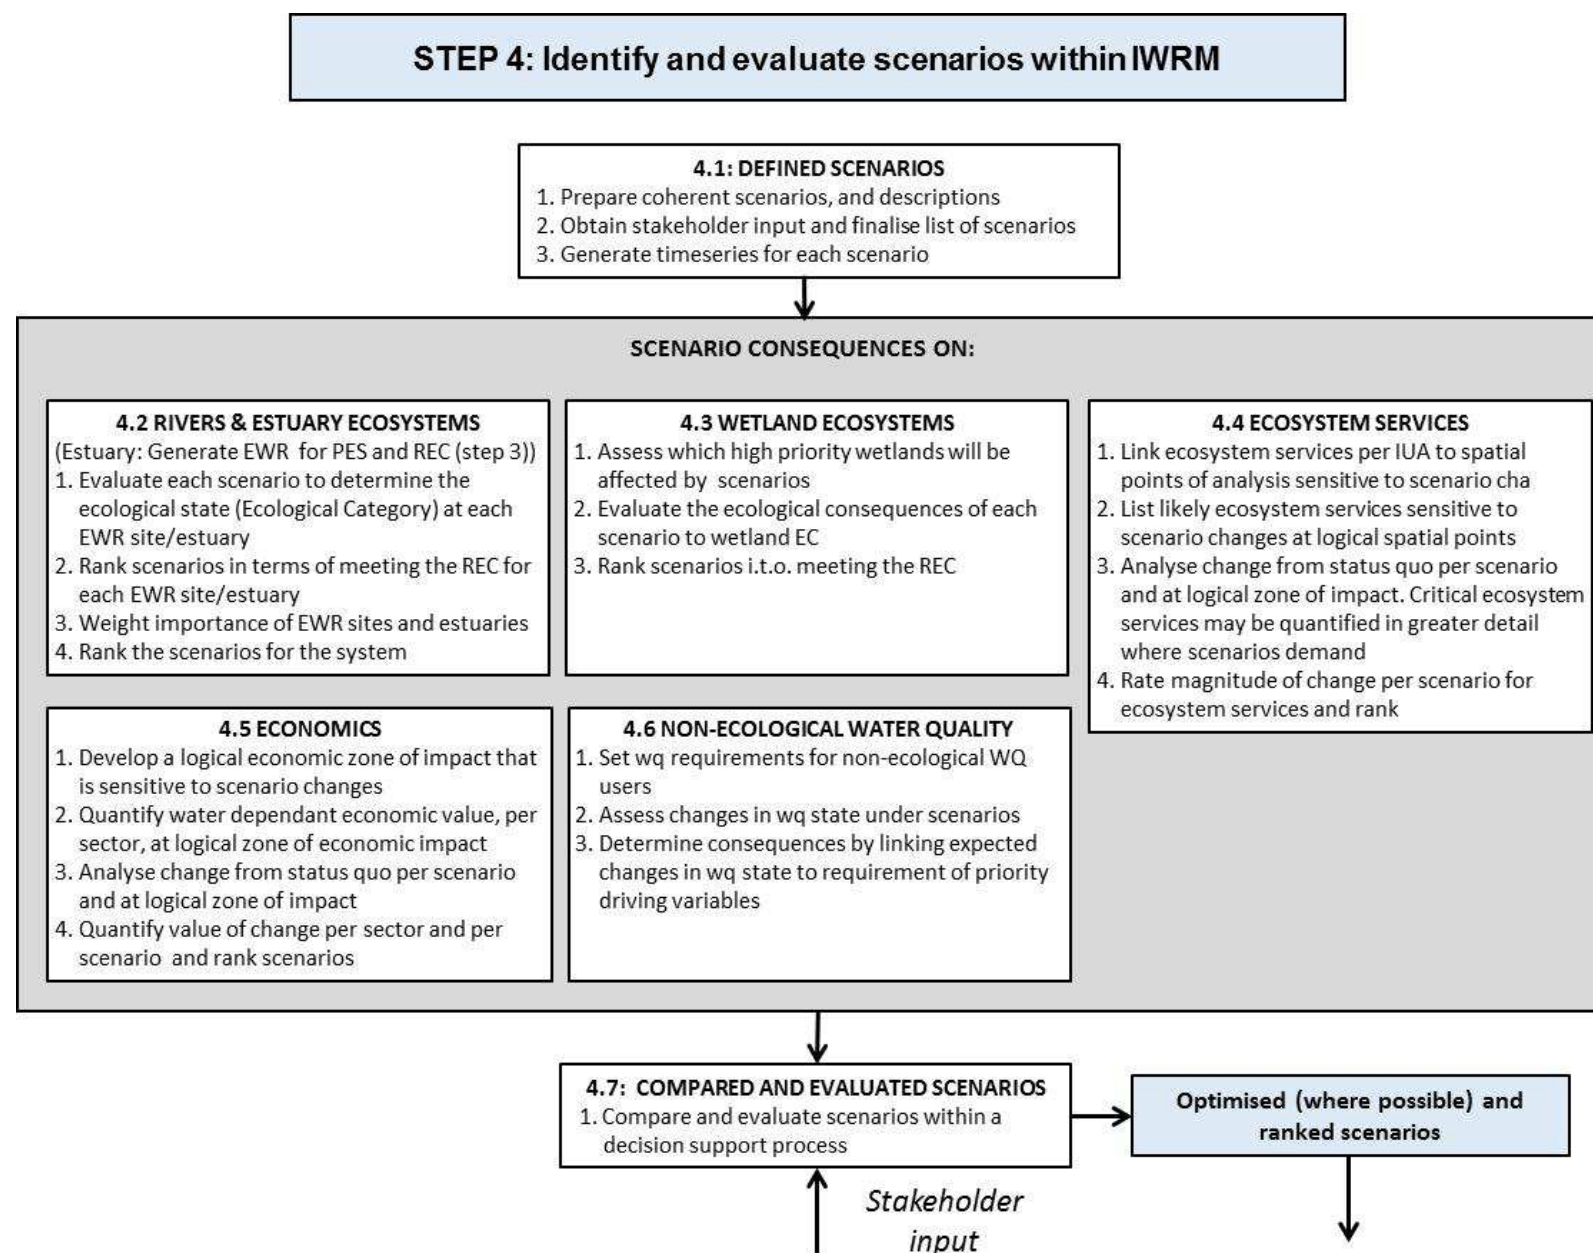 STEP 4: Identify and evaluate scenarios within IWRM
4.1: DEFINED SCENARIOS
1. Prepare coherent scenarios, and descriptions
2. Obtain stakeholder input and finalise list of scenarios
3. Generate timeseries for each scenario
SCENARIO CONSEQUENCES ON:
4.2 RIVERS & ESTUARY ECOSYSTEMS
(Estuary: Generate EWR for PES and REC (step 3))
1. Evaluate each scenario to determine the
ecological state (Ecological Category) at each
EWR site/estuary
2. Rank scenarios in terms of meeting the REC for
each EWR site/estuary
3. Weight importance of EWR sites and estuaries
4. Rank the scenarios for the system
4.3 WETLAND ECOSYSTEMS
1. Assess which high priority wetlands will be
affected by scenarios
2. Evaluate the ecological consequences of each
scenario to wetland EC
3. Rank scenarios i.t.o. meeting the REC
4.4 ECOSYSTEM SERVICES
1. Link ecosystem services per IUA to spatial
points of analysis sensitive to scenario cha
2. List likely ecosystem services sensitive to
scenario changes at logical spatial points
3. Analyse change from status quo per scenario
and at logical zone of impact. Critical ecosystem
services may be quantified in greater detail
where scenarios demand
4. Rate magnitude of change per scenario for
ecosystem services and rank
4.5 ECONOMICS
1. Develop a logical economic zone of impact that
is sensitive to scenario changes
2. Quantify water dependant economic value, per
sector, at logical zone of economic impact
3. Analyse change from status quo per scenario
and at logical zone of impact
4. Quantify value of change per sector and per
scenario and rank scenarios
4.6 NON-ECOLOGICAL WATER QUALITY
1. Set wq requirements for non-ecological WQ
users
2. Assess changes in wq state under scenarios
3. Determine consequences by linking expected
changes in wq state to requirement of priority
driving variables
4.7: COMPARED AND EVALUATED SCENARIOS
1. Compare and evaluate scenarios within a
decision support process
Optimised (where possible) and
ranked scenarios
Stakeholder
input